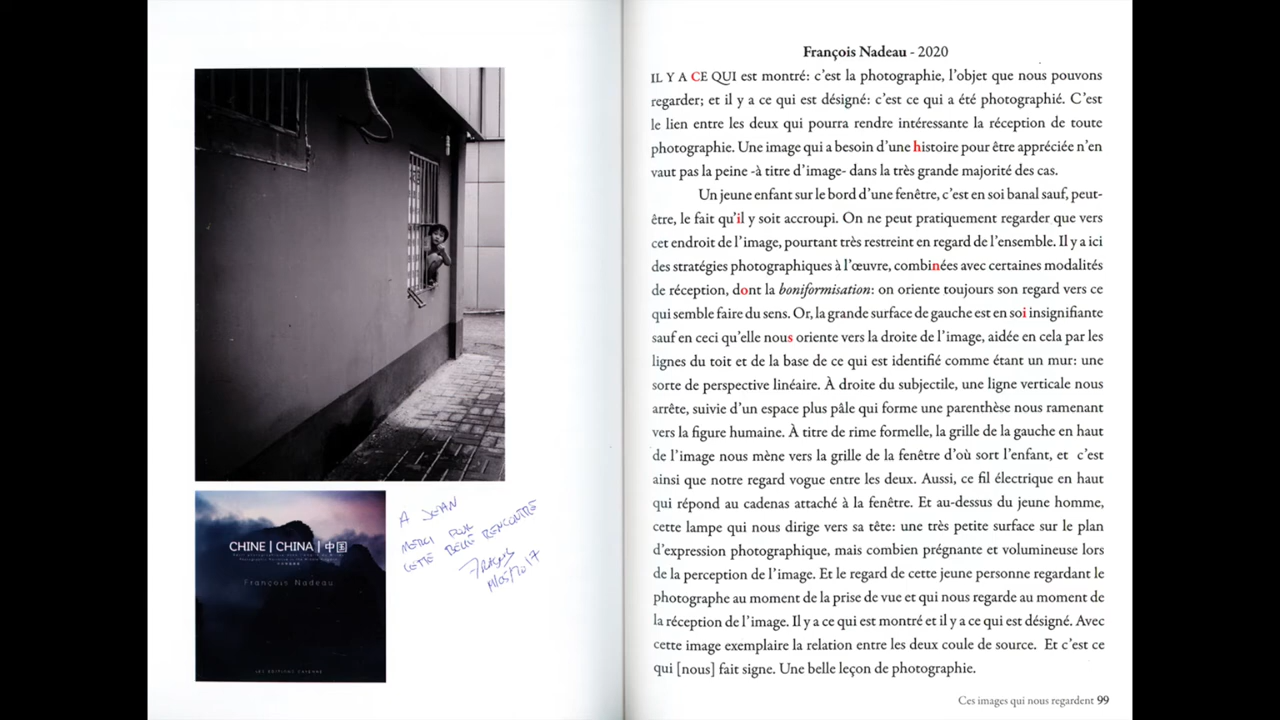 CHINE | CHINA | 中国
François Nadeau
LES ÉDITIONS CAYENNE
A JEAN
MERCI POUR
CETTE BELLE RENCONTRE
François
François Nadeau - 2020
IL Y A CE QUI est montré: c’est la photographie, l’objet que nous pouvons
regarder; et il y a ce qui est désigné: c’est ce qui a été photographié. C’est
le lien entre les deux qui pourra rendre intéressante la réception de toute
photographie. Une image qui a besoin d’une histoire pour être appréciée n’en
vaut pas la peine -à titre d’image- dans la très grande majorité des cas.
Un jeune enfant sur le bord d’une fenêtre, c’est en soi banal sauf, peut-
être, le fait qu’il y soit accroupi. On ne peut pratiquement regarder que vers
cet endroit de l’image, pourtant très restreint en regard de l’ensemble. Il y a ici
des stratégies photographiques à l’œuvre, combinées avec certaines modalités
de réception, dont la boniformisation: on oriente toujours son regard vers ce
qui semble faire du sens. Or, la grande surface de gauche est en soi insignifiante
sauf en ceci qu’elle nous oriente vers la droite de l’image, aidée en cela par les
lignes du toit et de la base de ce qui est identifié comme étant un mur: une
sorte de perspective linéaire. À droite du subjectile, une ligne verticale nous
arrête, suivie d’un espace plus pâle qui forme une parenthèse nous ramenant
vers la figure humaine. À titre de rime formelle, la grille de la gauche en haut
de l’image nous mène vers la grille de la fenêtre d’où sort l’enfant, et c’est
ainsi que notre regard vogue entre les deux. Aussi, ce fil électrique en haut
qui répond au cadenas attaché à la fenêtre. Et au-dessus du jeune homme,
cette lampe qui nous dirige vers sa tête: une très petite surface sur le plan
d’expression photographique, mais combien prégnante et volumineuse lors
de la perception de l’image. Et le regard de cette jeune personne regardant le
photographe au moment de la prise de vue et qui nous regarde au moment de
la réception de l’image. Il y a ce qui est montré et il y a ce qui est désigné. Avec
cette image exemplaire la relation entre les deux coule de source. Et c’est ce
qui [nous] fait signe. Une belle leçon de photographie.
Ces images qui nous regardent 99